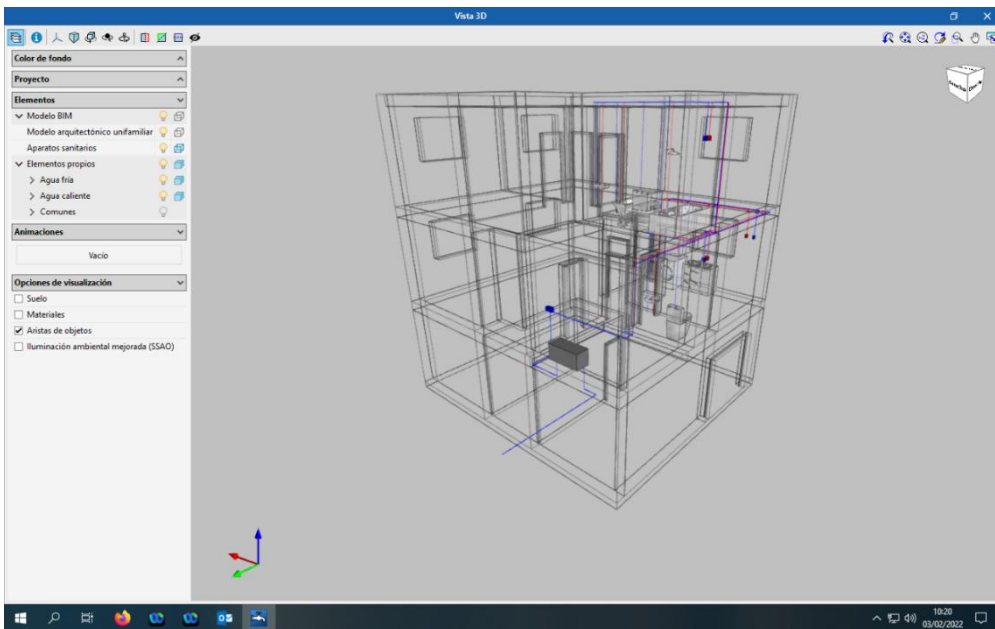 Vista 3D
Color de fondo
Proyecto
Elementos
Modelo BIM
Modelo arquitectónico unifamiliar
Aparatos sanitarios
Elementos propios
Agua fría
Agua caliente
Comunes
Animaciones
Vacío
Opciones de visualización
Suelo
Materiales
Aristas de objetos
Iluminación ambiental mejorada (SSAO)
10:20
03/02/2022